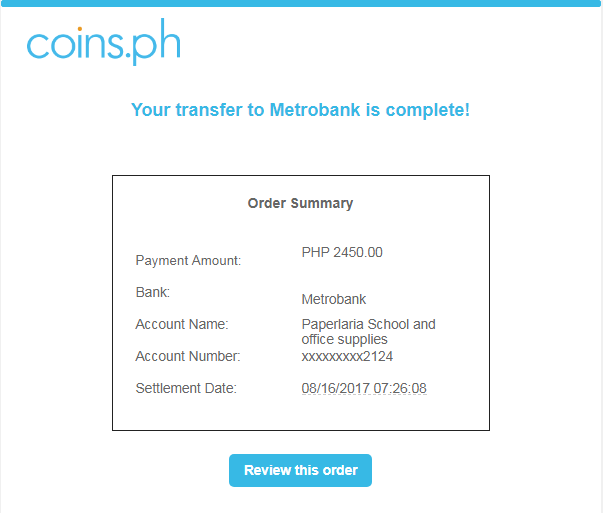 coins.ph
Your transfer to Metrobank is complete!
Order Summary
Payment Amount: PHP 2450.00
Bank: Metrobank
Account Name: Paperlaria School and
office supplies
Account Number: xxxxxxxxx2124
Settlement Date: 08/16/2017 07:26:08
Review this order